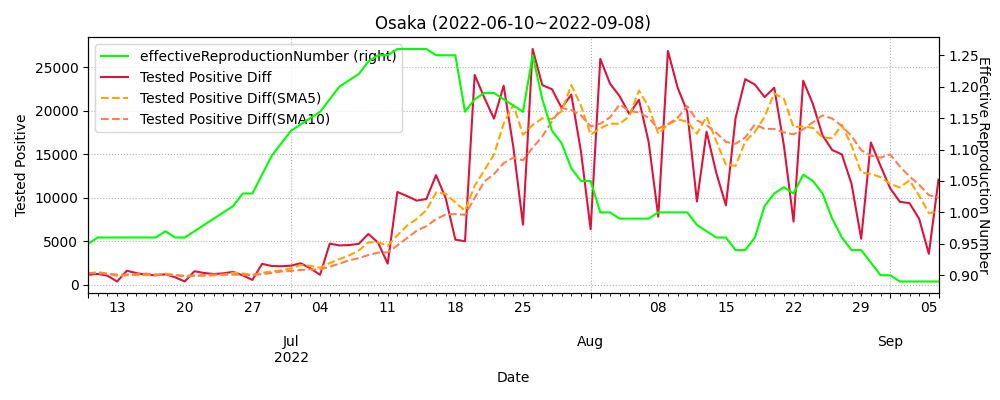 Osaka (2022-06-10~2022-09-08)
effectiveReproductionNumber (right)
Tested Positive Diff
Tested Positive Diff(SMA5)
Tested Positive Diff(SMA10)
Tested Positive
25000
20000
15000
10000
5000
0
1.25
1.20
1.15
1.10
1.05
1.00
0.95
0.90
Effective Reproduction Number
13 20 27 04 11 18 25 08 15 22 29 05
Jul Aug Sep
2022
Date